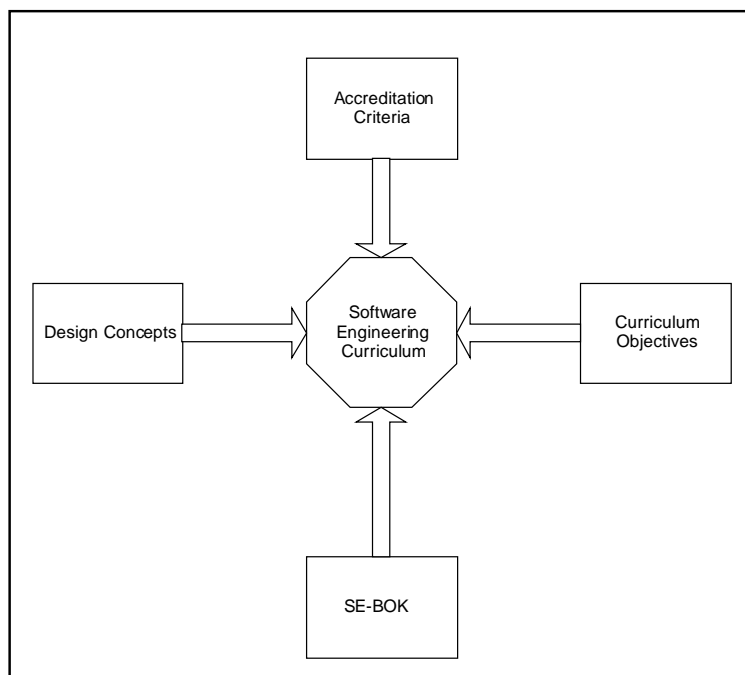 Accreditation
Criteria
Design Concepts
Software
Engineering
Curriculum
Curriculum
Objectives
SE-BOK